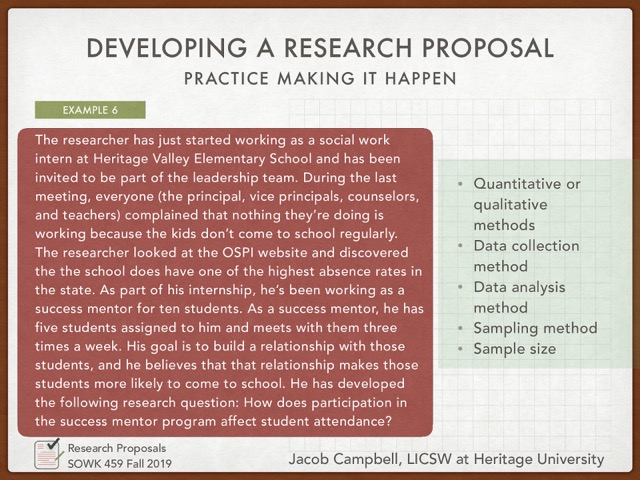 DEVELOPING A RESEARCH PROPOSAL
PRACTICE MAKING IT HAPPEN
EXAMPLE 6
The researcher has just started working as a social work
intern at Heritage Valley Elementary School and has been
invited to be part of the leadership team. During the last
meeting, everyone (the principal, vice principals, counselors,
and teachers) complained that nothing they're doing is
working because the kids don't come to school regularly.
The researcher looked at the OSPI website and discovered
the the school does have one of the highest absence rates in
the state. As part of his internship, he's been working as a
success mentor for ten students. As a success mentor, he has
five students assigned to him and meets with them three
times a week. His goal is to build a relationship with those
students, and he believes that that relationship makes those
students more likely to come to school. He has developed
the following research question: How does participation in
the success mentor program affect student attendance?
• Quantitative or
qualitative
methods
• Data collection
method
• Data analysis
method
• Sampling method
• Sample size
Research Proposals
SOWK 459 Fall 2019
Jacob Campbell, LICSW at Heritage University